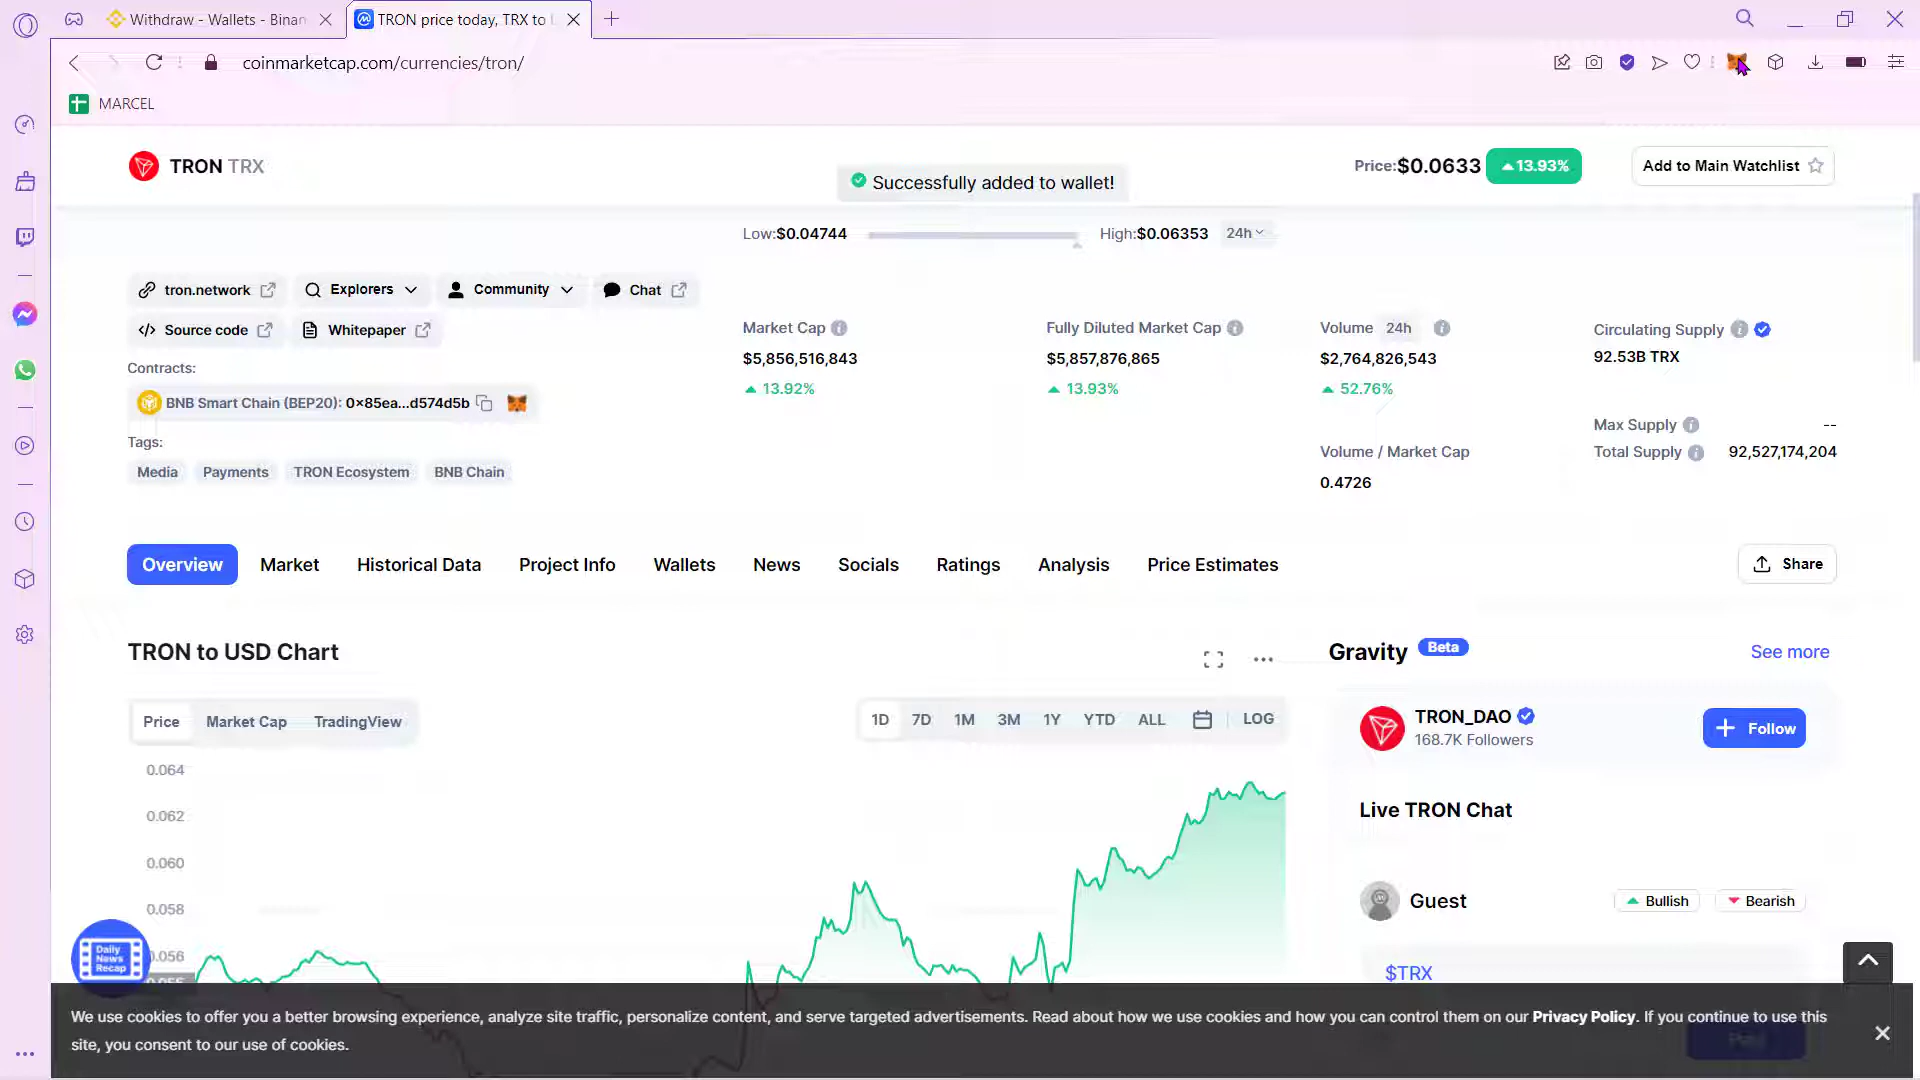 Withdraw - Wallets - Binan
TRON price today, TRX to
coinmarketcap.com/currencies/tron/
MARCEL
TRON TRX
Successfully added to wallet!
Price:$0.0633
13.93%
Add to Main Watchlist
Low:$0.04744
High:$0.06353
24h
tron.network
Explorers
Community
Chat
Source code
Whitepaper
Market Cap
$5,856,516,843
13.92%
Fully Diluted Market Cap
$5,857,876,865
13.93%
Volume 24h
$2,764,826,543
52.76%
Circulating Supply
92.53B TRX
Contracts:
BNB Smart Chain (BEP20): 0x85ea...d574d5b
Max Supply --
Total Supply 92,527,174,204
Volume / Market Cap
0.4726
Tags:
Media
Payments
TRON Ecosystem
BNB Chain
Overview
Market
Historical Data
Project Info
Wallets
News
Socials
Ratings
Analysis
Price Estimates
Share
TRON to USD Chart
Gravity Beta
See more
Price
Market Cap
TradingView
1D
7D
1M
3M
1Y
YTD
ALL
LOG
TRON_DAO
168.7K Followers
Follow
0.064
0.062
0.060
0.058
0.056
Live TRON Chat
Guest
Bullish
Bearish
$TRX
Daily
News
Recap
We use cookies to offer you a better browsing experience, analyze site traffic, personalize content, and serve targeted advertisements. Read about how we use cookies and how you can control them on our Privacy Policy. If you continue to use this
site, you consent to our use of cookies.